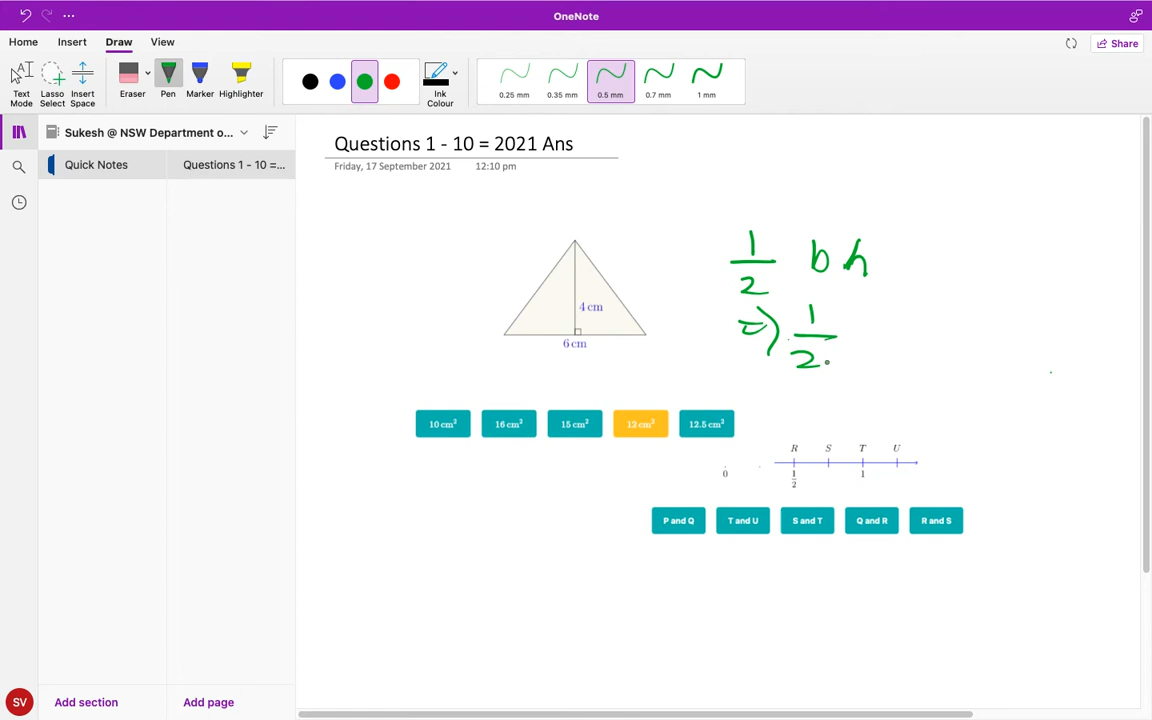 OneNote
Home Insert Draw View
Share
Text Mode
Lasso Select
Insert Space
Eraser
Pen
Marker
Highlighter
Ink Colour
0.25 mm
0.35 mm
0.5 mm
0.7 mm
1 mm
Sukesh @ NSW Department o...
Quick Notes
Questions 1 - 10 =...
Questions 1 - 10 = 2021 Ans
Friday, 17 September 2021 12:10 pm
4 cm
6 cm
1/2 b h
⇒ 1/2
10 cm² 16 cm² 15 cm² 12 cm² 12.5 cm²
R S T U
0 1/2 1
P and Q T and U S and T Q and R R and S
SV
Add section
Add page